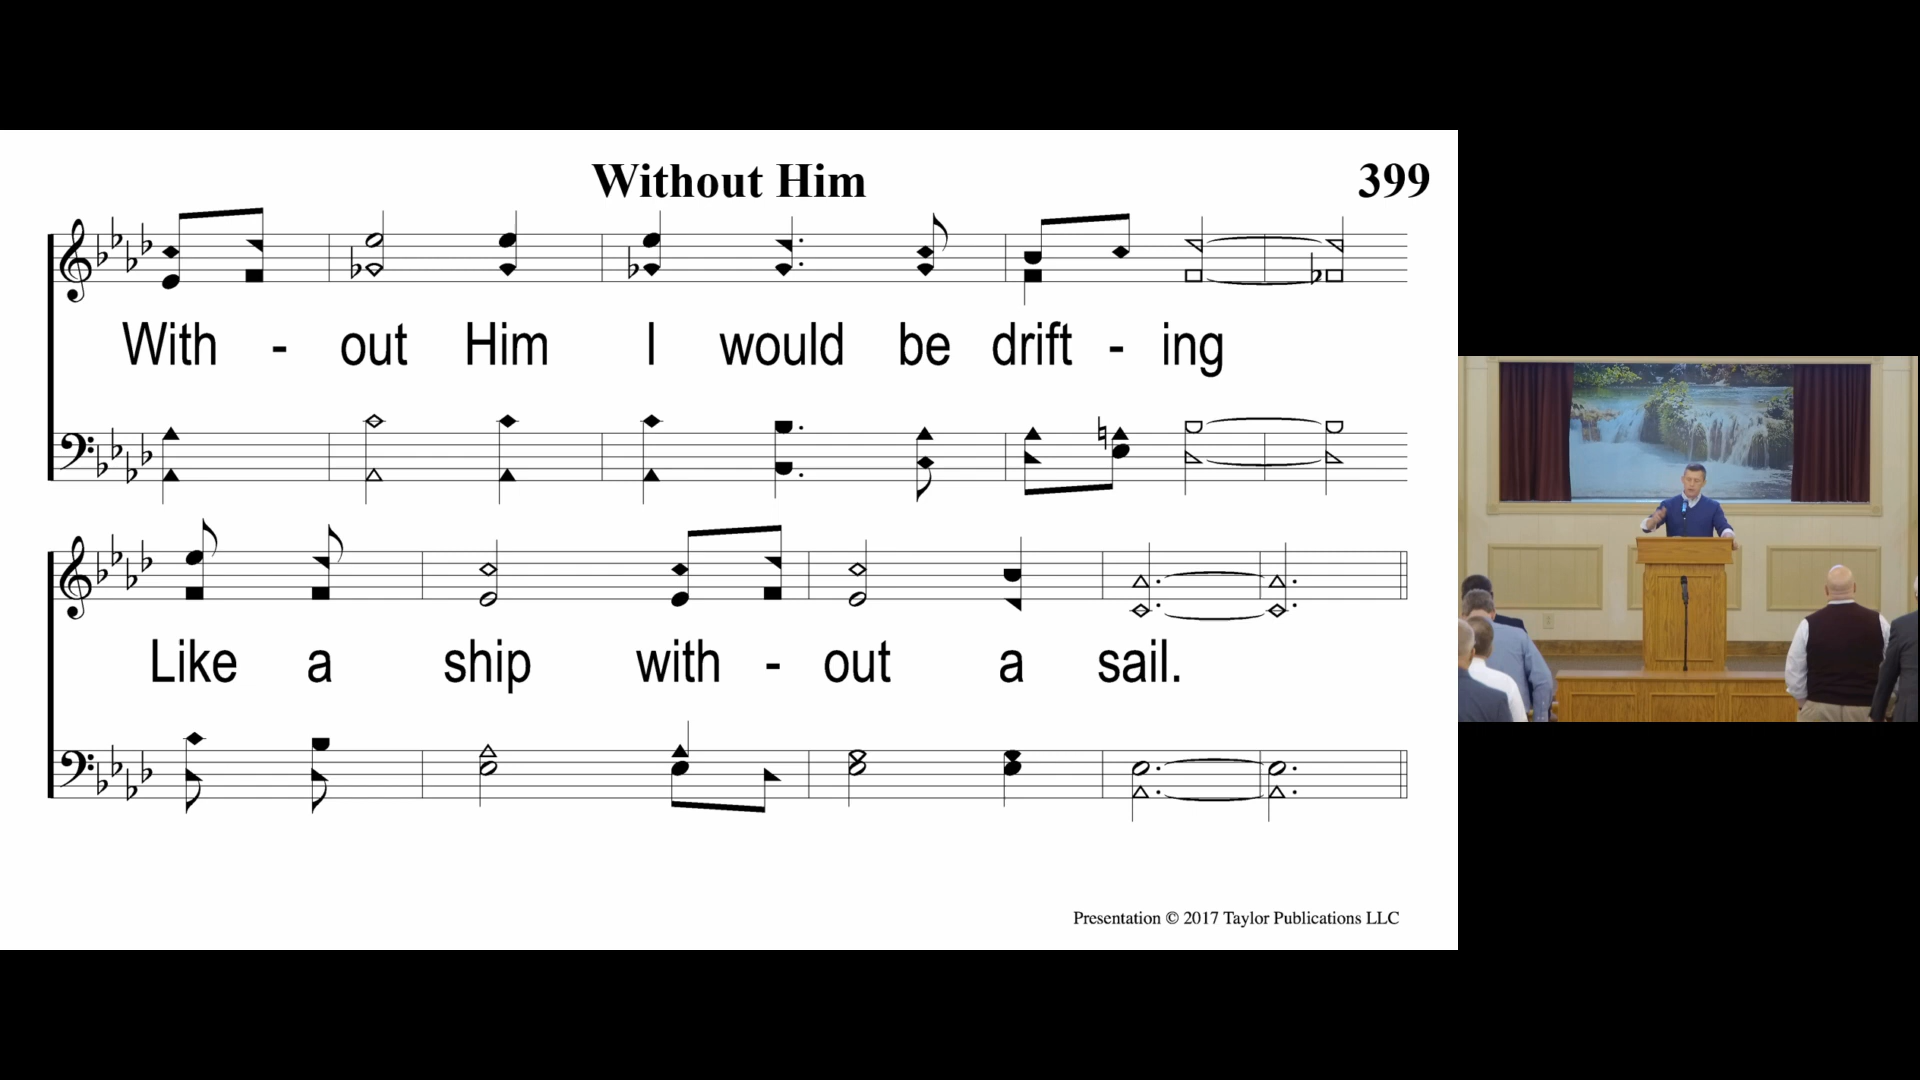 Without Him
399
With - out Him I would be drift - ing
Like a ship with - out a sail.
Presentation © 2017 Taylor Publications LLC